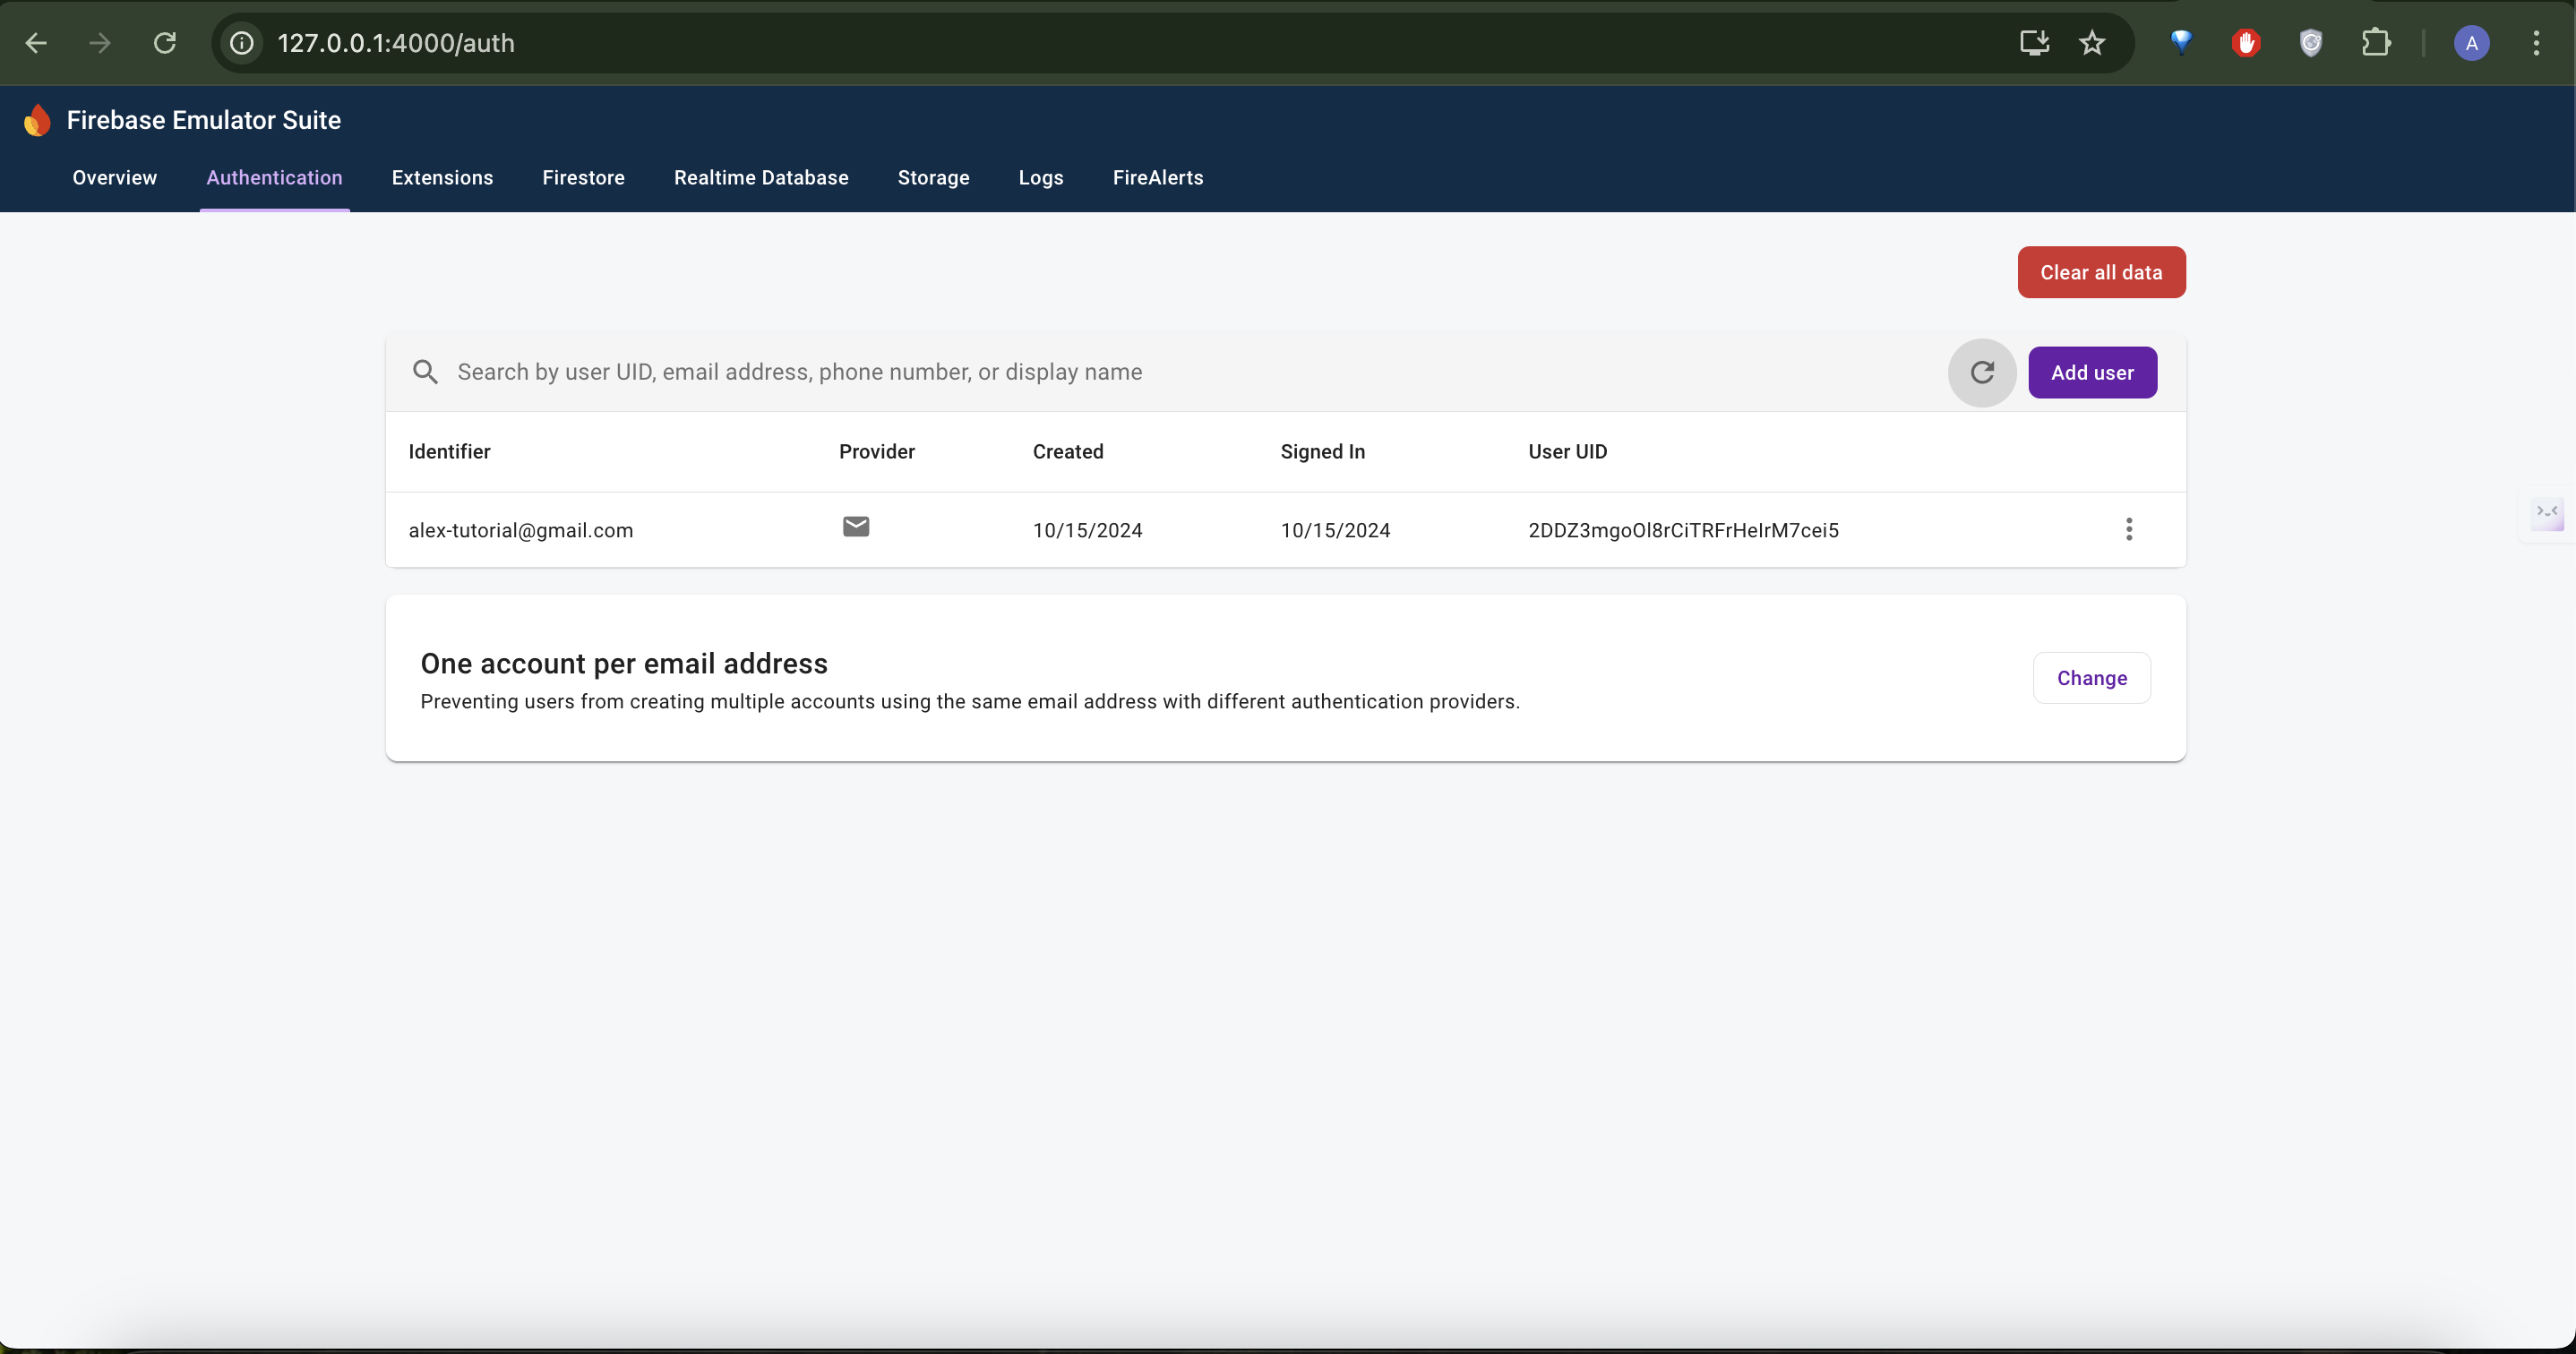 127.0.0.1:4000/auth
A
Firebase Emulator Suite
Overview Authentication Extensions Firestore Realtime Database Storage Logs FireAlerts
Clear all data
Search by user UID, email address, phone number, or display name
Add user
Identifier Provider Created Signed In User UID
alex-tutorial@gmail.com 10/15/2024 10/15/2024 2DDZ3mgoOl8rCiTRFrHeIrM7cei5
One account per email address
Preventing users from creating multiple accounts using the same email address with different authentication providers.
Change